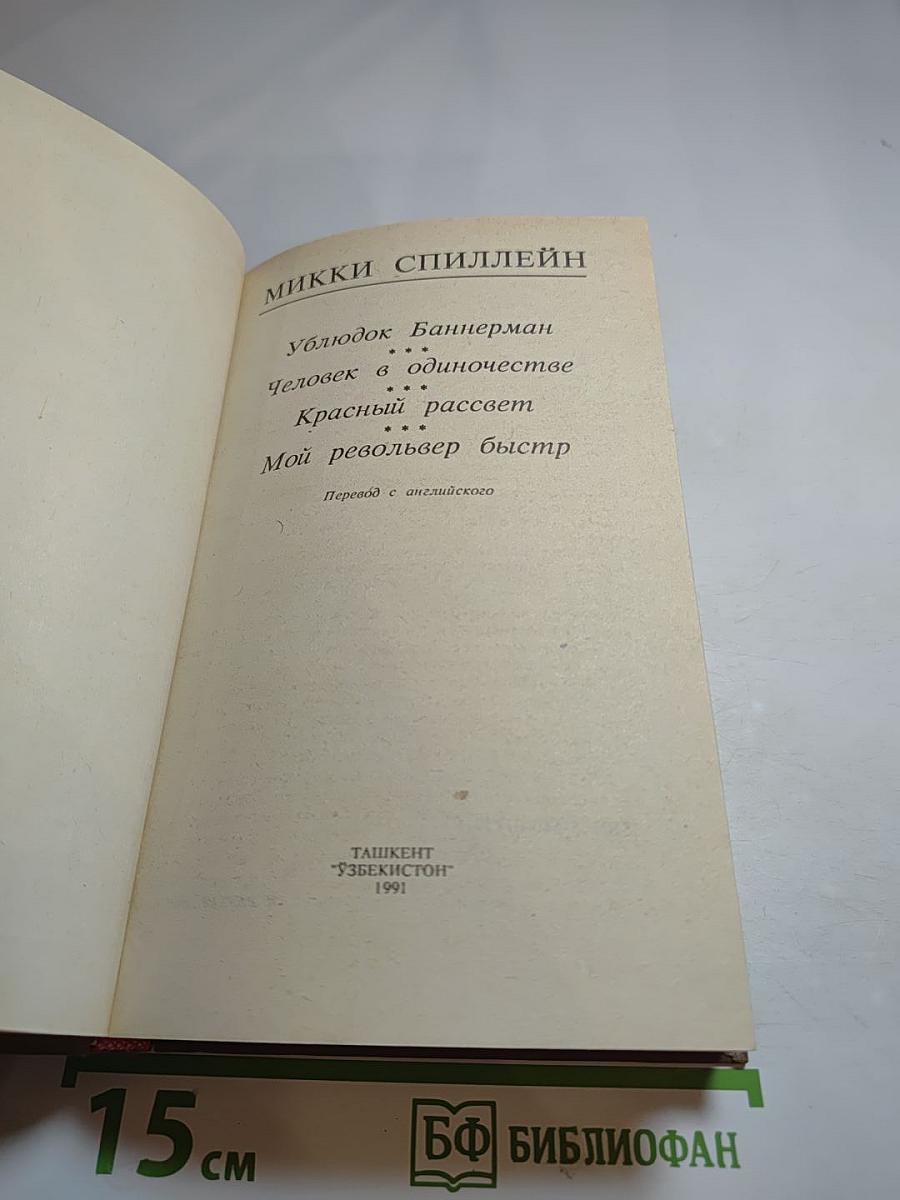 МИККИ СПИЛЛЕЙН
Ублюдок Баннерман
* * *
Человек в одиночестве
* * *
Красный рассвет
* * *
Мой револьвер быстр
Перевод с английского
ТАШКЕНТ
"ЎЗБЕКИСТОН"
1991
15 см
БФ БИБЛИОФАН